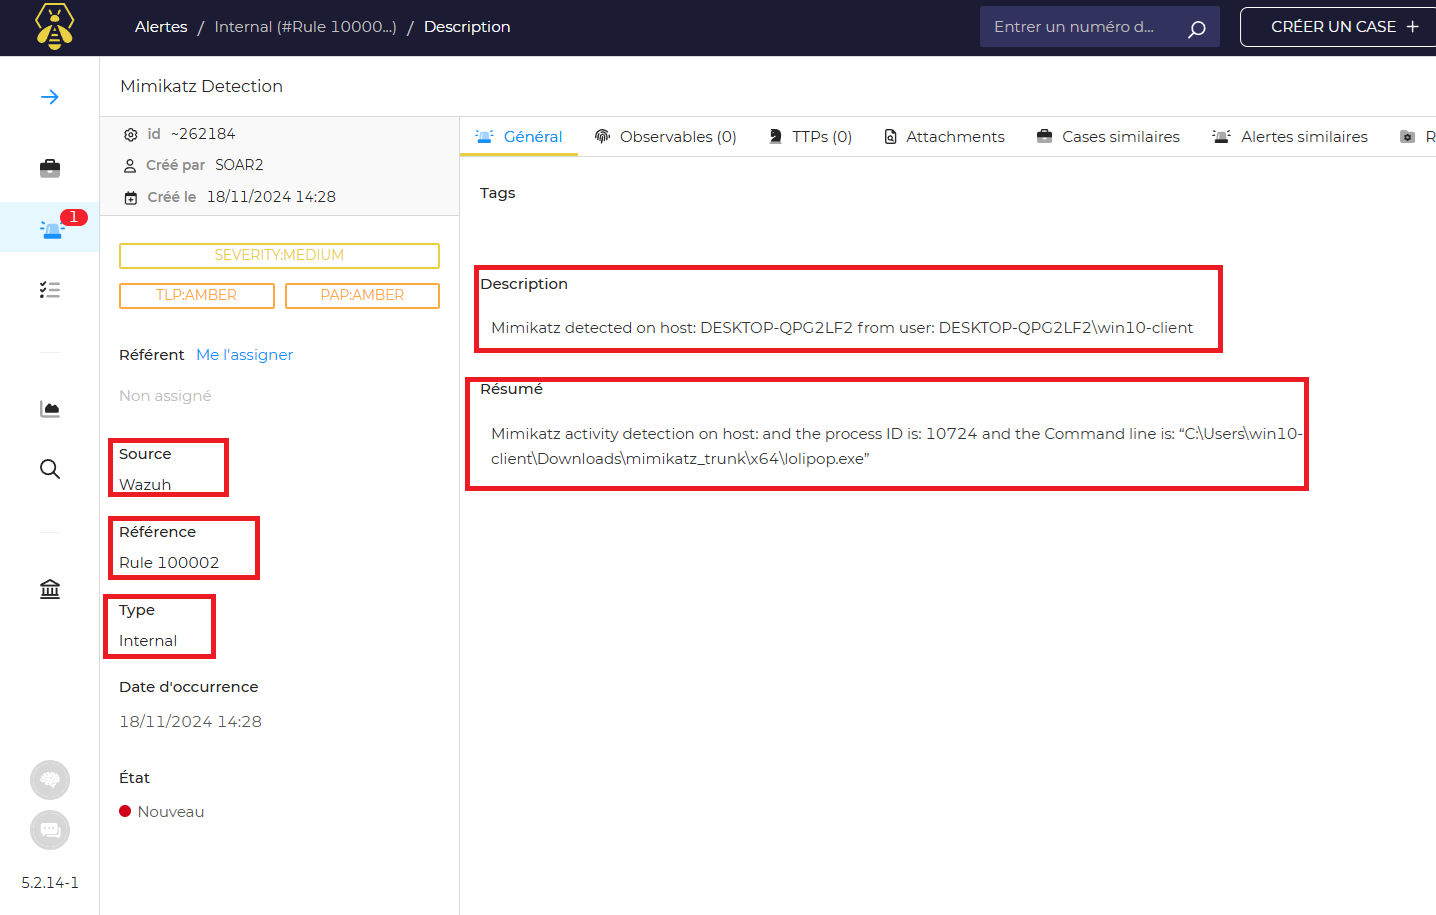 Alertes / Internal (#Rule 10000...) / Description
Entrer un numéro d...
CRÉER UN CASE +
Mimikatz Detection
id ~262184
Créé par SOAR2
Créé le 18/11/2024 14:28
Général
Observables (0)
TTPs (0)
Attachments
Cases similaires
Alertes similaires
R
1
SEVERITY:MEDIUM
TLP:AMBER
PAP:AMBER
Référent Me l'assigner
Non assigné
Source
Wazuh
Référence
Rule 100002
Type
Internal
Date d'occurrence
18/11/2024 14:28
État
Nouveau
5.2.14-1
Tags
Description
Mimikatz detected on host: DESKTOP-QPG2LF2 from user: DESKTOP-QPG2LF2\win10-client
Résumé
Mimikatz activity detection on host: and the process ID is: 10724 and the Command line is: “C:\Users\win10-
client\Downloads\mimikatz_trunk\x64\lolipop.exe”